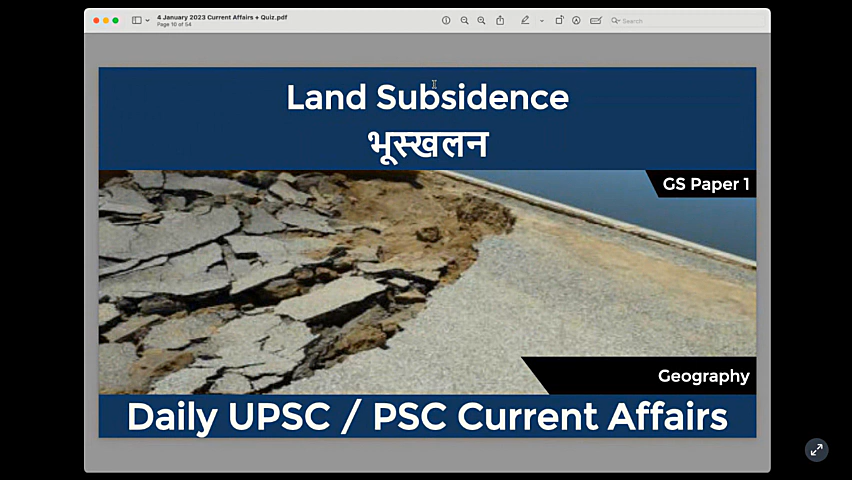 4 January 2023 Current Affairs + Quiz.pdf
Page 10 of 54
Search
Land Subsidence
भूस्खलन
GS Paper 1
Geography
Daily UPSC / PSC Current Affairs